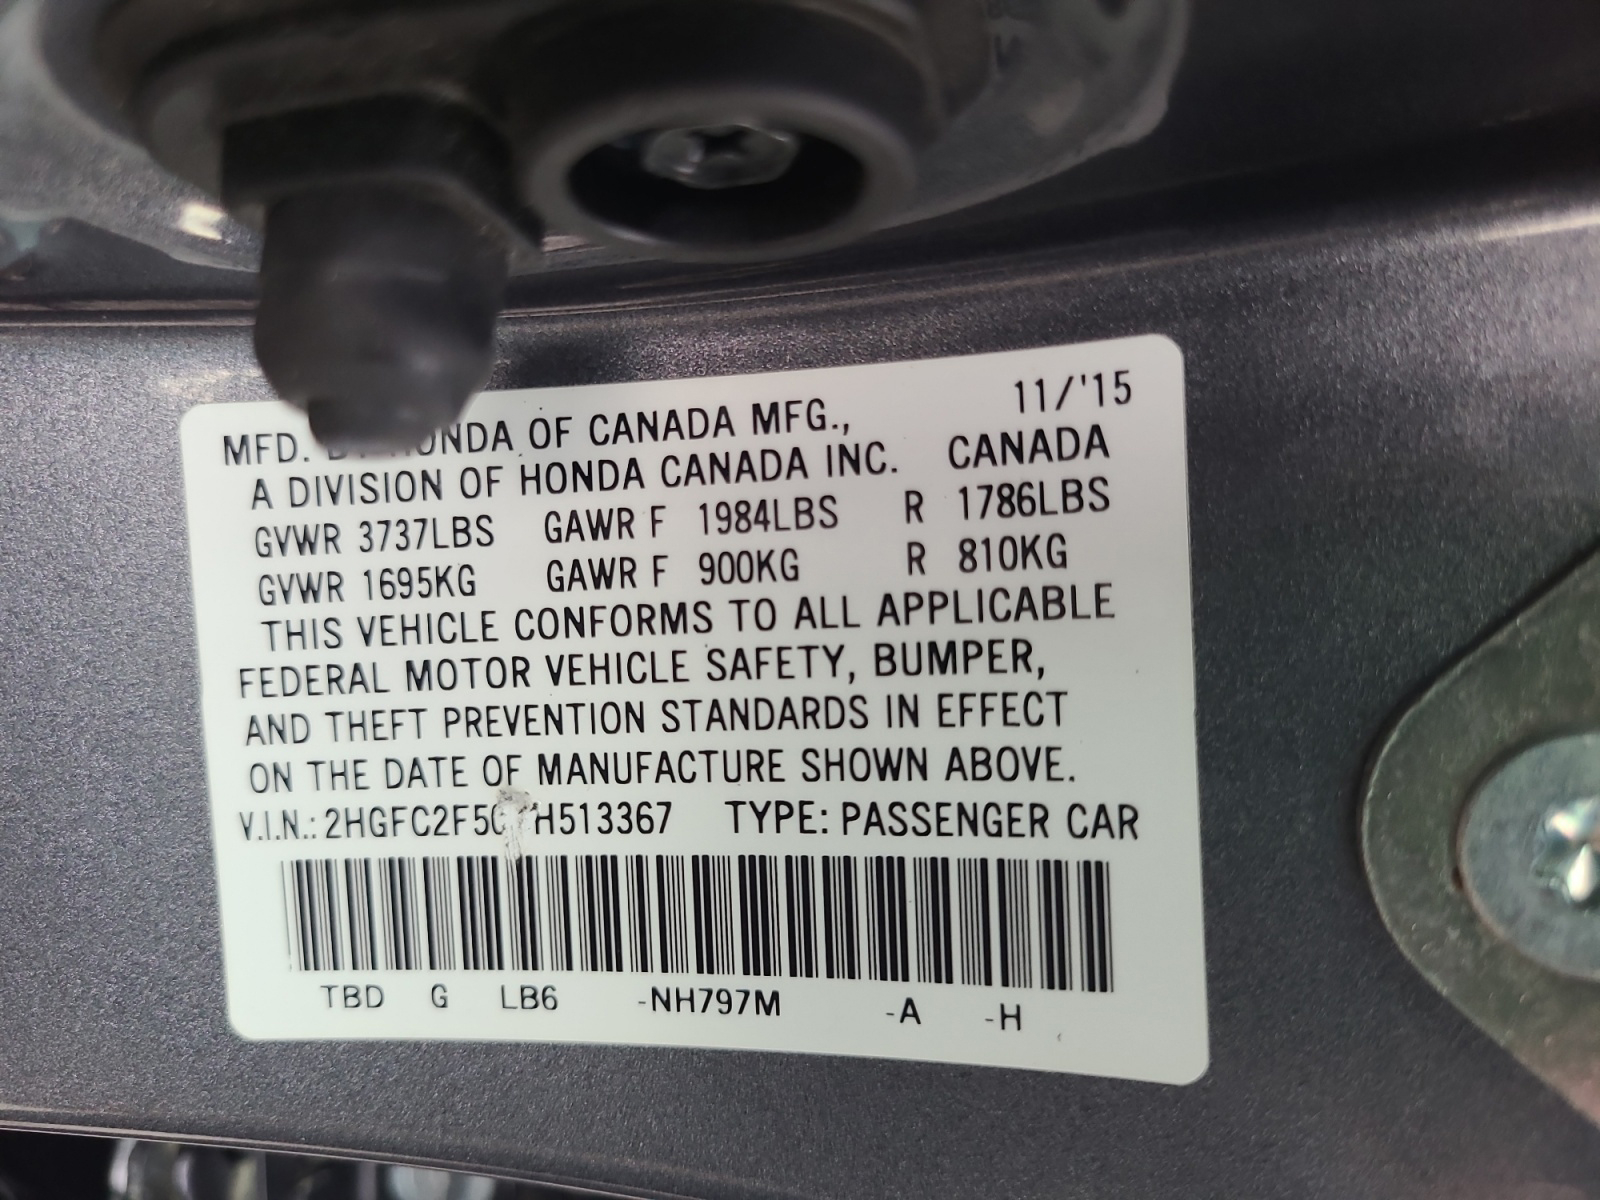 MFD. HONDA OF CANADA MFG., 11/'15
A DIVISION OF HONDA CANADA INC. CANADA
GVWR 3737LBS GAWR F 1984LBS R 1786LBS
GVWR 1695KG GAWR F 900KG R 810KG
THIS VEHICLE CONFORMS TO ALL APPLICABLE
FEDERAL MOTOR VEHICLE SAFETY, BUMPER,
AND THEFT PREVENTION STANDARDS IN EFFECT
ON THE DATE OF MANUFACTURE SHOWN ABOVE.
V.I.N.: TYPE: PASSENGER CAR
TBD G LB6 -NH797M -A -H